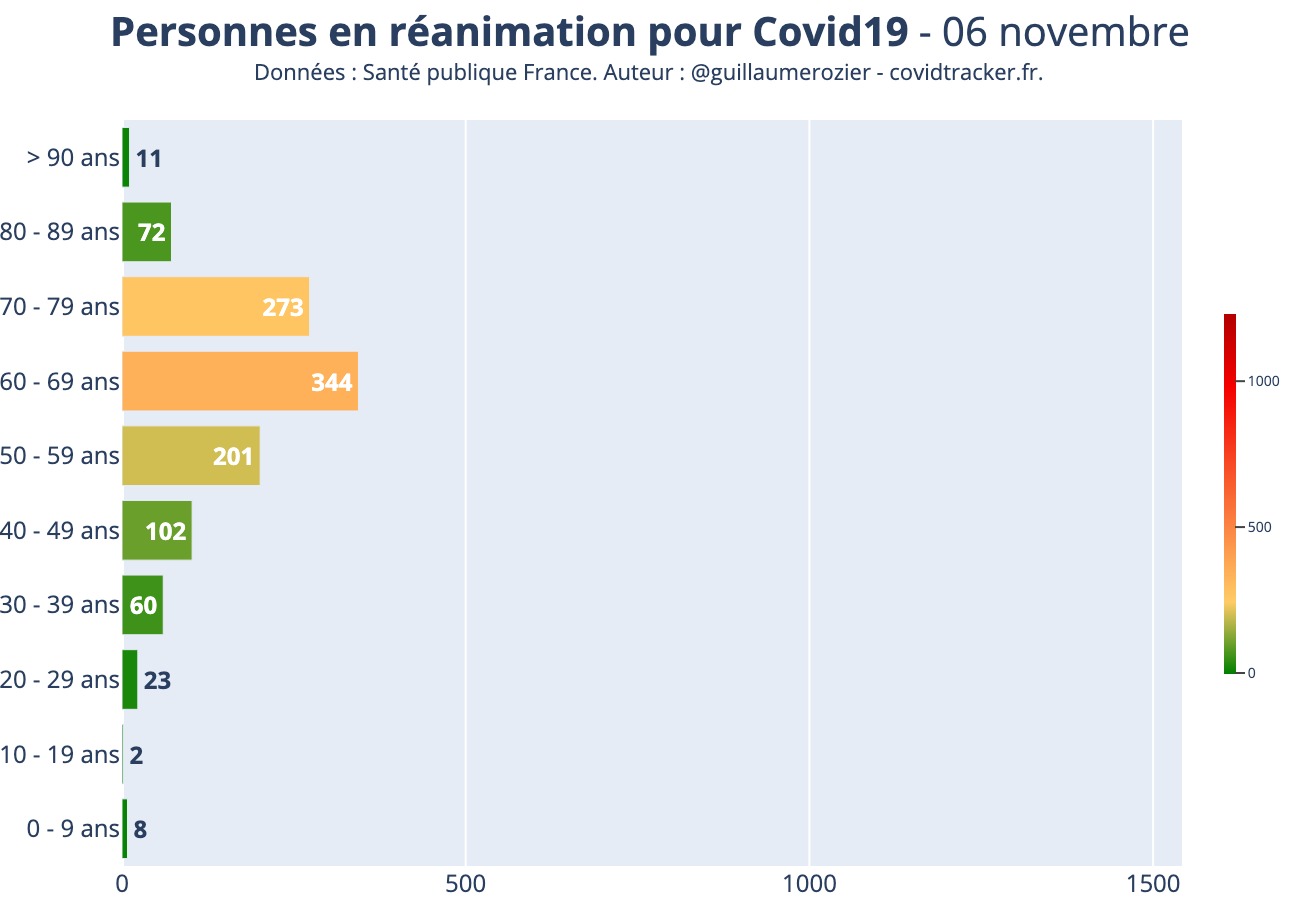 Personnes en réanimation pour Covid19 - 06 novembre
Données : Santé publique France. Auteur : @guillaumerozier - covidtracker.fr.
> 90 ans 11
80 - 89 ans 72
70 - 79 ans 273
60 - 69 ans 344
50 - 59 ans 201
40 - 49 ans 102
30 - 39 ans 60
20 - 29 ans 23
10 - 19 ans 2
0 - 9 ans 8
0 500 1000 1500
1000
500
0